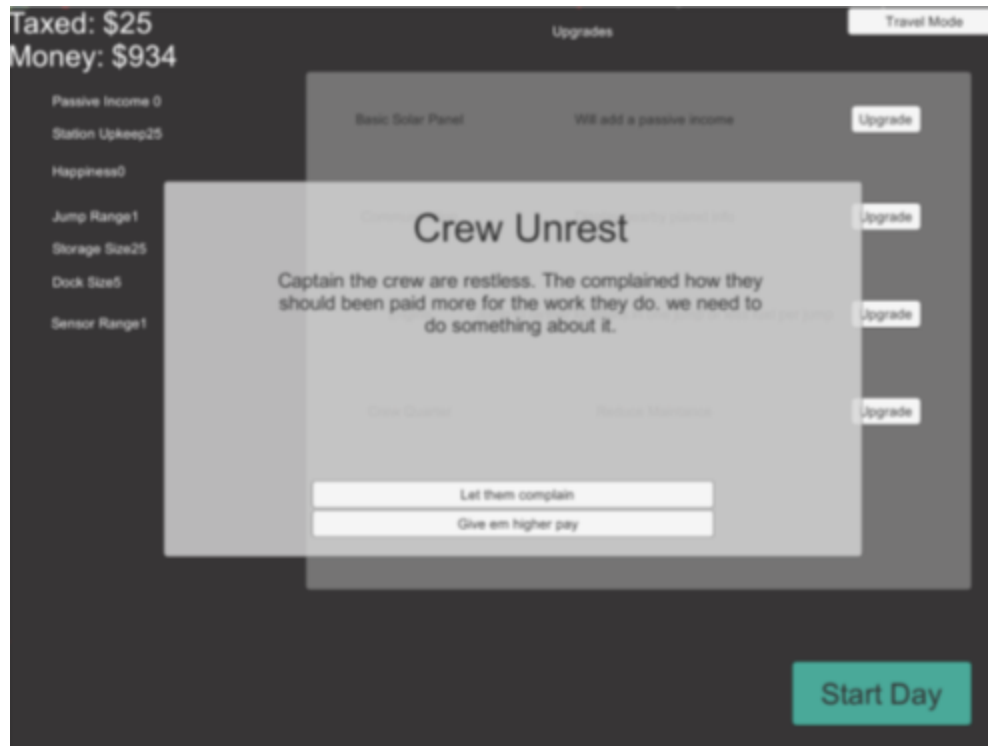 Taxed: $25
Money: $934
Upgrades
Travel Mode
Passive Income 0
Station Upkeep25
Happiness0
Jump Range1
Storage Size25
Dock Size5
Sensor Range1
Basic Solar Panel
Will add a passive income
Upgrade
Upgrade
Upgrade
per jump
Upgrade
Crew Unrest
Captain the crew are restless. The complained how they
should been paid more for the work they do. we need to
do something about it.
Let them complain
Give em higher pay
Start Day